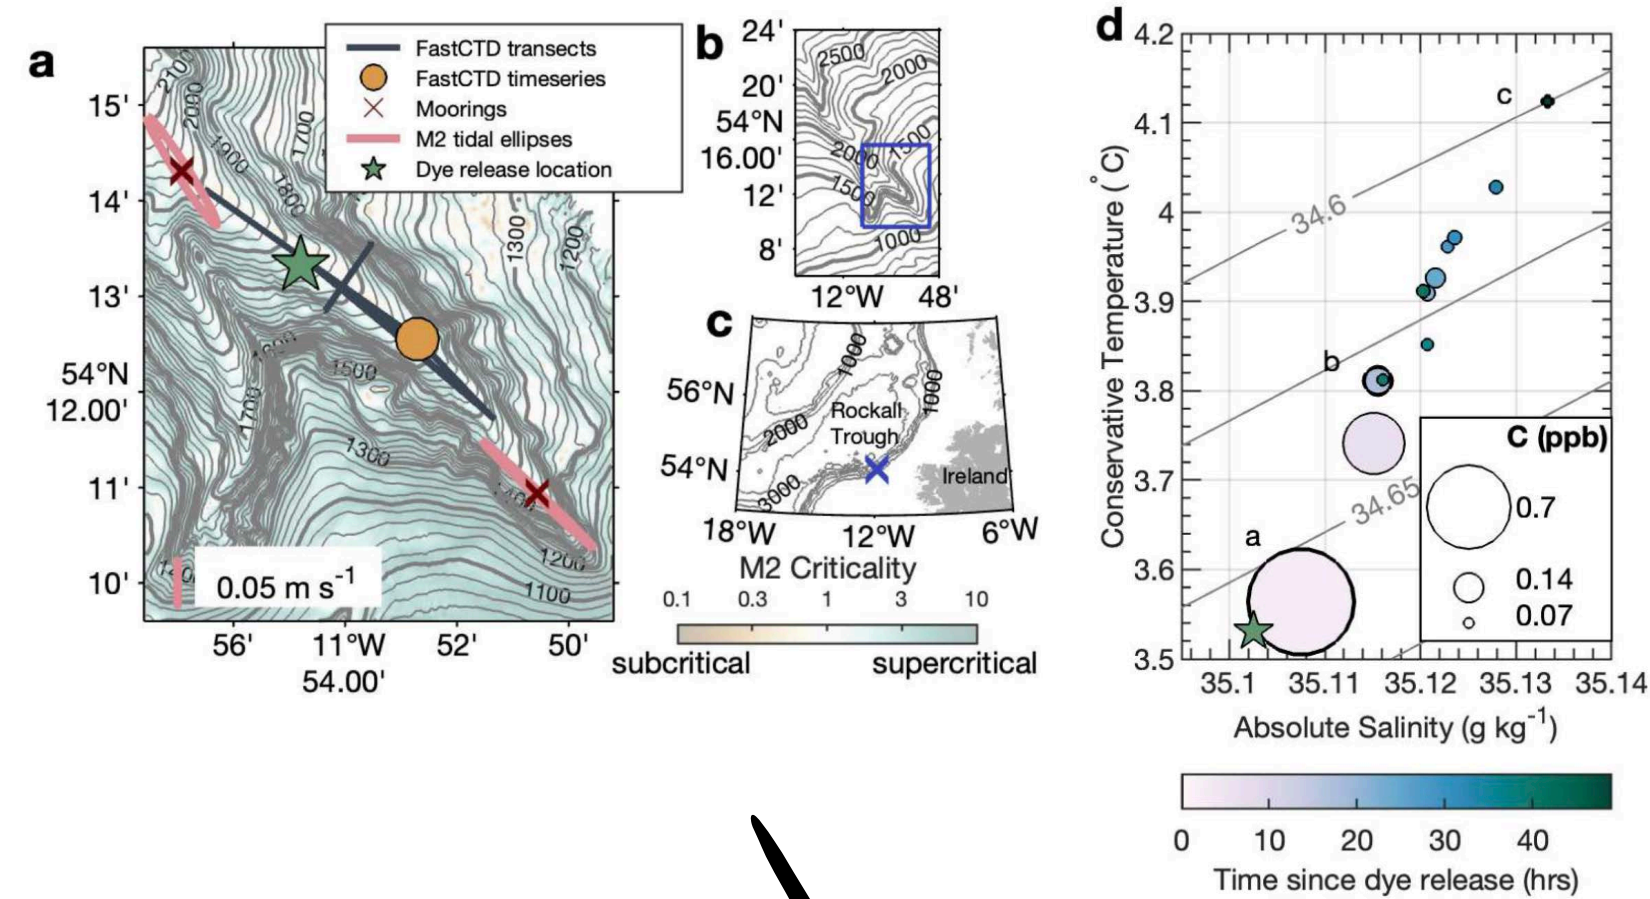 a
FastCTD transects
FastCTD timeseries
Moorings
M2 tidal ellipses
Dye release location
15'
14'
13'
54°N
12.00'
11'
10'
2100
2000
1900
1800
1700
1300
1200
1500
1700
1300
1200
1100
0.05 m s⁻¹
56'
11°W
54.00'
52'
50'
b
24'
20'
54°N
16.00'
12'
8'
2500
2000
1500
2000
1500
1000
12°W
48'
c
56°N
54°N
1000
1000
2000
3000
Rockall
Trough
Ireland
18°W
12°W
6°W
M2 Criticality
0.1
0.3
1
3
10
subcritical
supercritical
d
4.2
4.1
4
3.9
3.8
3.7
3.6
3.5
Conservative Temperature (°C)
34.6
34.65
c
b
a
C (ppb)
0.7
0.14
0.07
35.1
35.11
35.12
35.13
35.14
Absolute Salinity (g kg⁻¹)
0
10
20
30
40
Time since dye release (hrs)